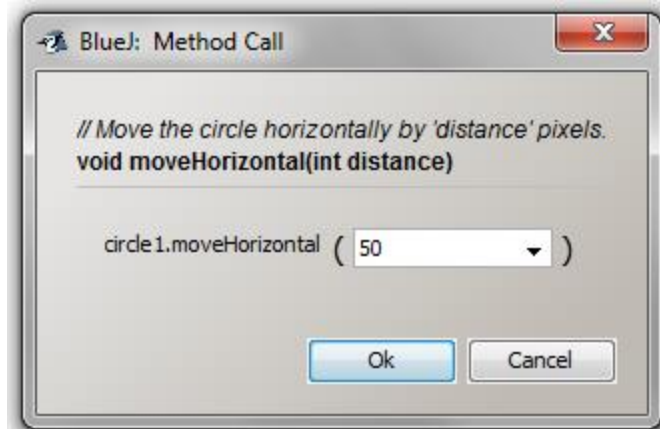 BlueJ: Method Call
// Move the circle horizontally by 'distance' pixels.
void moveHorizontal(int distance)
circle1.moveHorizontal ( 50 )
Ok Cancel